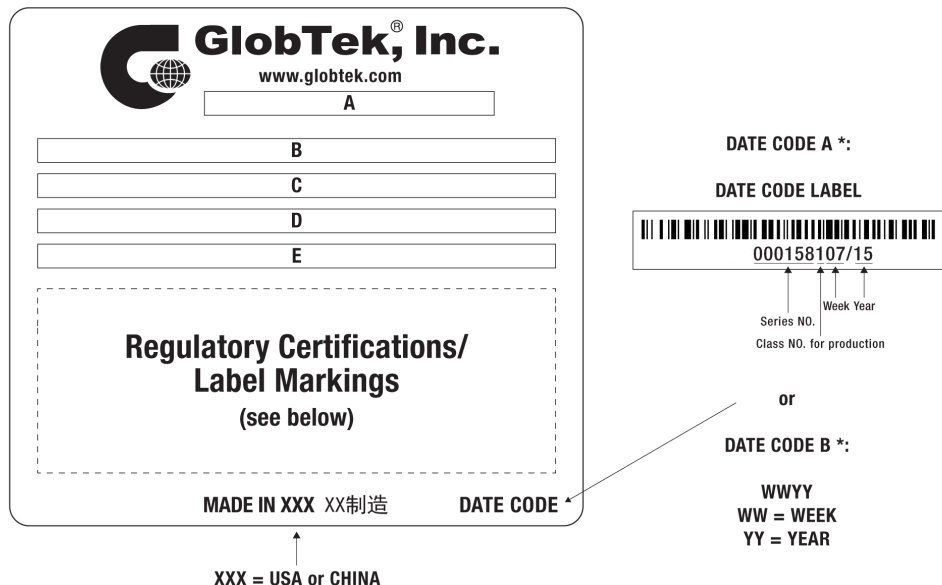 GlobTek,® Inc.
www.globtek.com
A
B
C
D
E
Regulatory Certifications/
Label Markings
(see below)
MADE IN XXX XX制造 DATE CODE
XXX = USA or CHINA
DATE CODE A *:
DATE CODE LABEL
000158107/15
Week Year
Series NO.
Class NO. for production
or
DATE CODE B *:
WWYY
WW = WEEK
YY = YEAR